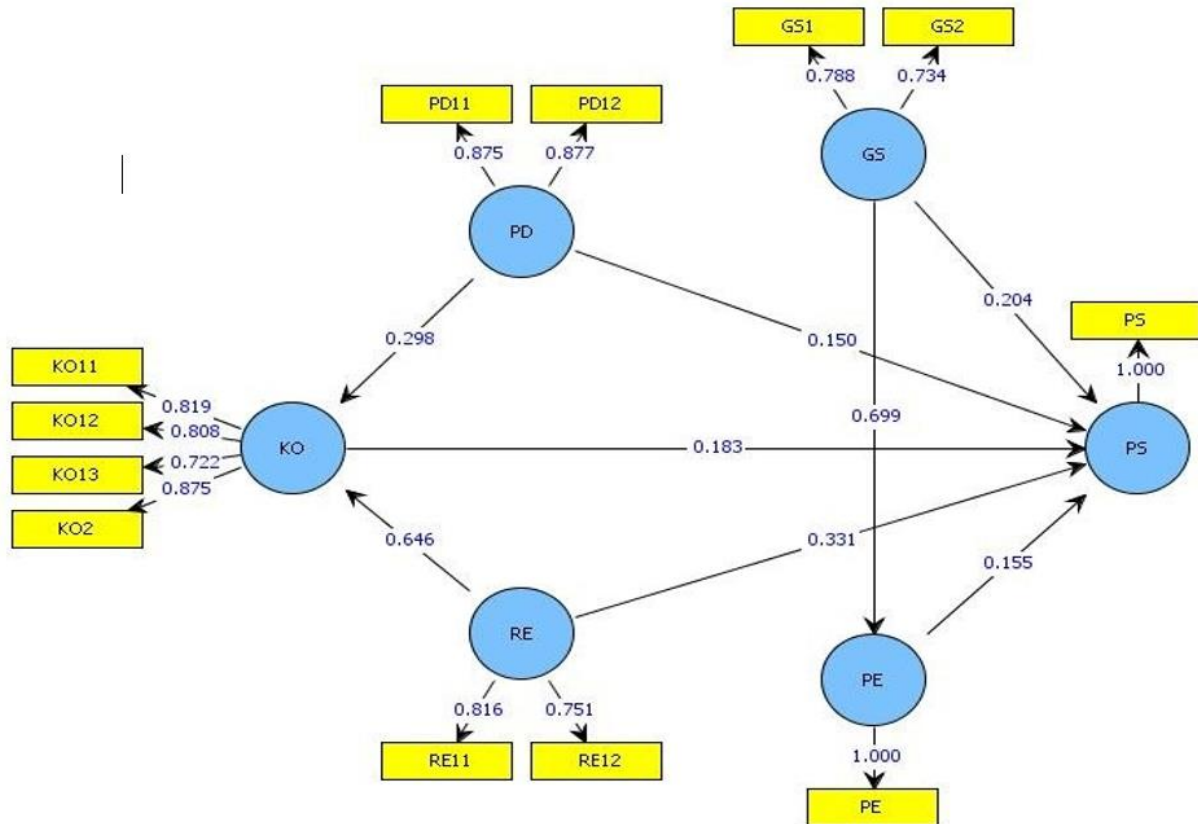 GS1
GS2
0.788
0.734
PD11
PD12
0.875
0.877
GS
PD
0.204
PS
0.298
0.150
1.000
KO11
0.819
KO12
0.808
0.699
KO
0.183
PS
KO13
0.722
KO2
0.875
0.646
0.331
0.155
RE
PE
0.816
0.751
RE11
RE12
1.000
PE